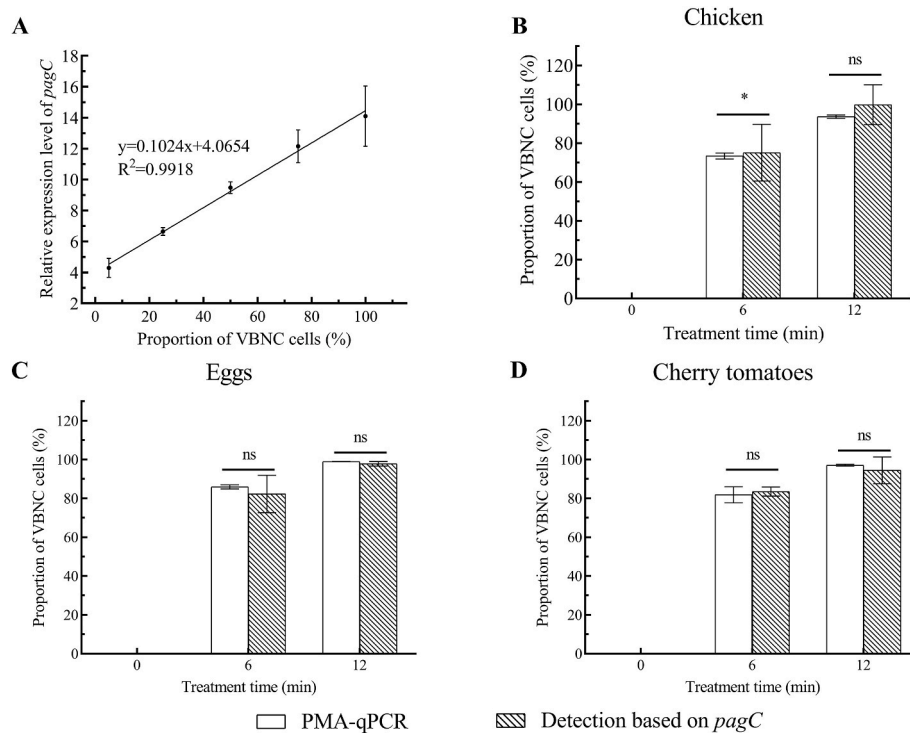 A
Relative expression level of pagC
18
16
14
12
10
8
6
4
2
y=0.1024x+4.0654
R²=0.9918
0 20 40 60 80 100
Proportion of VBNC cells (%)
B
Chicken
Proportion of VBNC cells (%)
120
100
80
60
40
20
0
*
ns
0 6 12
Treatment time (min)
C
Eggs
Proportion of VBNC cells (%)
120
100
80
60
40
20
0
ns
ns
0 6 12
Treatment time (min)
D
Cherry tomatoes
Proportion of VBNC cells (%)
120
100
80
60
40
20
0
ns
ns
0 6 12
Treatment time (min)
PMA-qPCR
Detection based on pagC